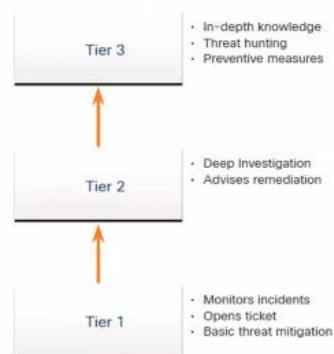 Tier 3
· In-depth knowledge
· Threat hunting
· Preventive measures
Tier 2
· Deep Investigation
· Advises remediation
Tier 1
· Monitors incidents
· Opens ticket
· Basic threat mitigation